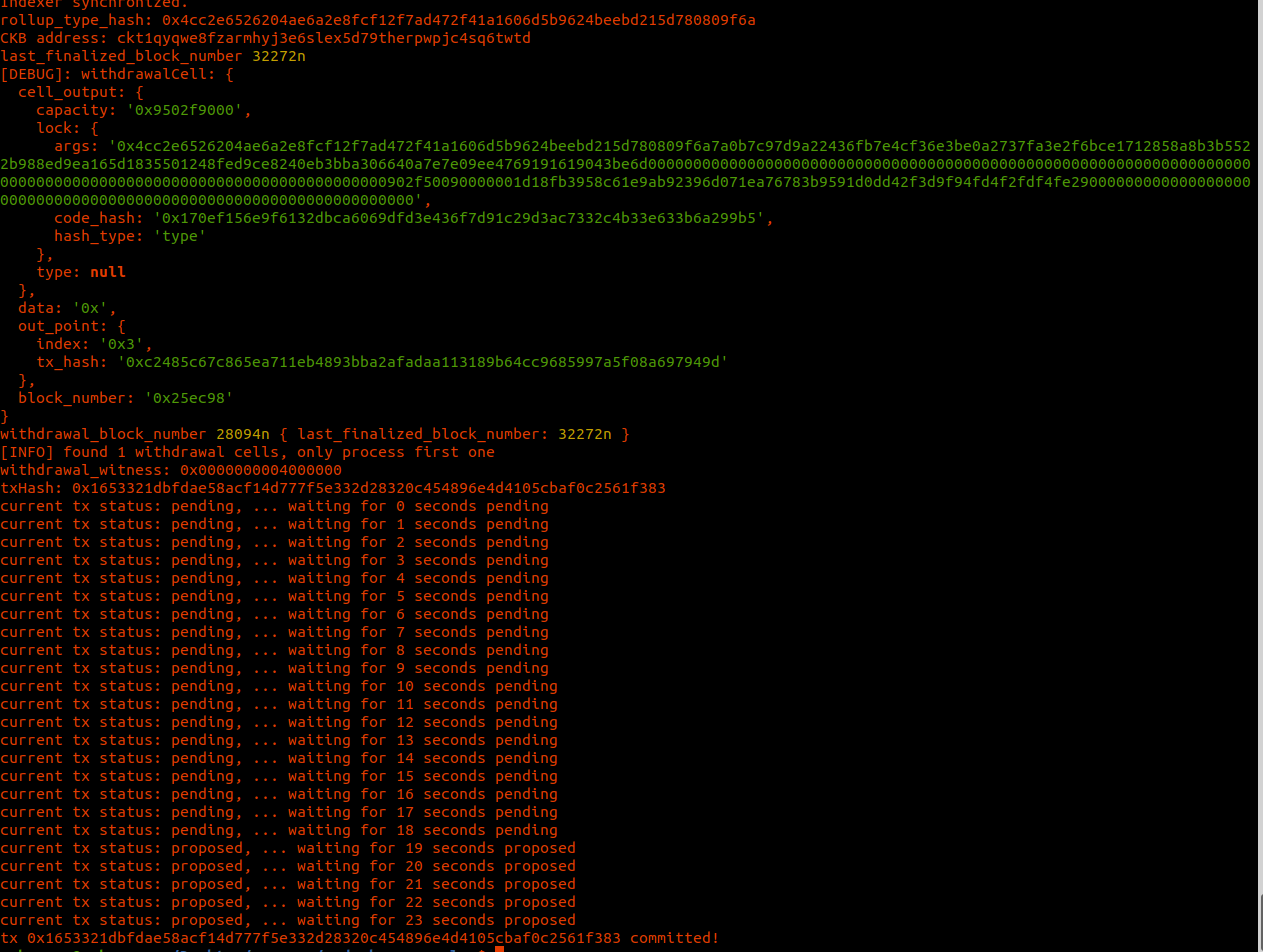 Indexer synchronized.
rollup_type_hash: 0x4cc2e6526204ae6a2e8fcf12f7ad472f41a1606d5b9624beebd215d780809f6a
CKB address: ckt1qyqwe8fzarmhyj3e6slex5d79therpwpjc4sq6twtd
last_finalized_block_number 32272n
[DEBUG]: withdrawalCell: {
  cell_output: {
    capacity: '0x9502f9000',
    lock: {
      args: '0x4cc2e6526204ae6a2e8fcf12f7ad472f41a1606d5b9624beebd215d780809f6a7a0b7c97d9a22436fb7e4cf36e3be0a2737fa3e2f6bce1712858a8b3b552
2b988ed9ea165d1835501248fed9ce8240eb3bba306640a7e7e09ee4769191619043be6d0000000000000000000000000000000000000000000000000000000000000000000
000000000000000000000000000000000000000000902f50090000001d18fb3958c61e9ab92396d071ea76783b9591d0dd42f3d9f94fd4f2fdf4fe290000000000000000000
0000000000000000000000000000000000000000000000',
      code_hash: '0x170ef156e9f6132dbca6069dfd3e436f7d91c29d3ac7332c4b33e633b6a299b5',
      hash_type: 'type'
    },
    type: null
  },
  data: '0x',
  out_point: {
    index: '0x3',
    tx_hash: '0xc2485c67c865ea711eb4893bba2afadaa113189b64cc9685997a5f08a697949d'
  },
  block_number: '0x25ec98'
}
withdrawal_block_number 28094n { last_finalized_block_number: 32272n }
[INFO] found 1 withdrawal cells, only process first one
withdrawal_witness: 0x0000000004000000
txHash: 0x1653321dbfdae58acf14d777f5e332d28320c454896e4d4105cbaf0c2561f383
current tx status: pending, ... waiting for 0 seconds pending
current tx status: pending, ... waiting for 1 seconds pending
current tx status: pending, ... waiting for 2 seconds pending
current tx status: pending, ... waiting for 3 seconds pending
current tx status: pending, ... waiting for 4 seconds pending
current tx status: pending, ... waiting for 5 seconds pending
current tx status: pending, ... waiting for 6 seconds pending
current tx status: pending, ... waiting for 7 seconds pending
current tx status: pending, ... waiting for 8 seconds pending
current tx status: pending, ... waiting for 9 seconds pending
current tx status: pending, ... waiting for 10 seconds pending
current tx status: pending, ... waiting for 11 seconds pending
current tx status: pending, ... waiting for 12 seconds pending
current tx status: pending, ... waiting for 13 seconds pending
current tx status: pending, ... waiting for 14 seconds pending
current tx status: pending, ... waiting for 15 seconds pending
current tx status: pending, ... waiting for 16 seconds pending
current tx status: pending, ... waiting for 17 seconds pending
current tx status: pending, ... waiting for 18 seconds pending
current tx status: proposed, ... waiting for 19 seconds proposed
current tx status: proposed, ... waiting for 20 seconds proposed
current tx status: proposed, ... waiting for 21 seconds proposed
current tx status: proposed, ... waiting for 22 seconds proposed
current tx status: proposed, ... waiting for 23 seconds proposed
tx 0x1653321dbfdae58acf14d777f5e332d28320c454896e4d4105cbaf0c2561f383 committed!